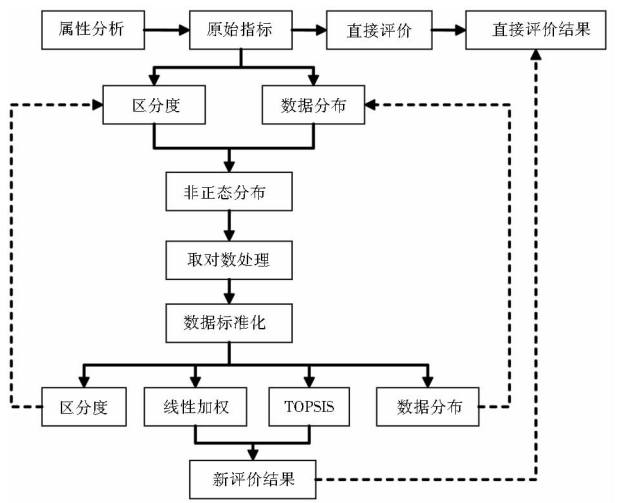 属性分析
原始指标
直接评价
直接评价结果
区分度
数据分布
非正态分布
取对数处理
数据标准化
区分度
线性加权
TOPSIS
数据分布
新评价结果